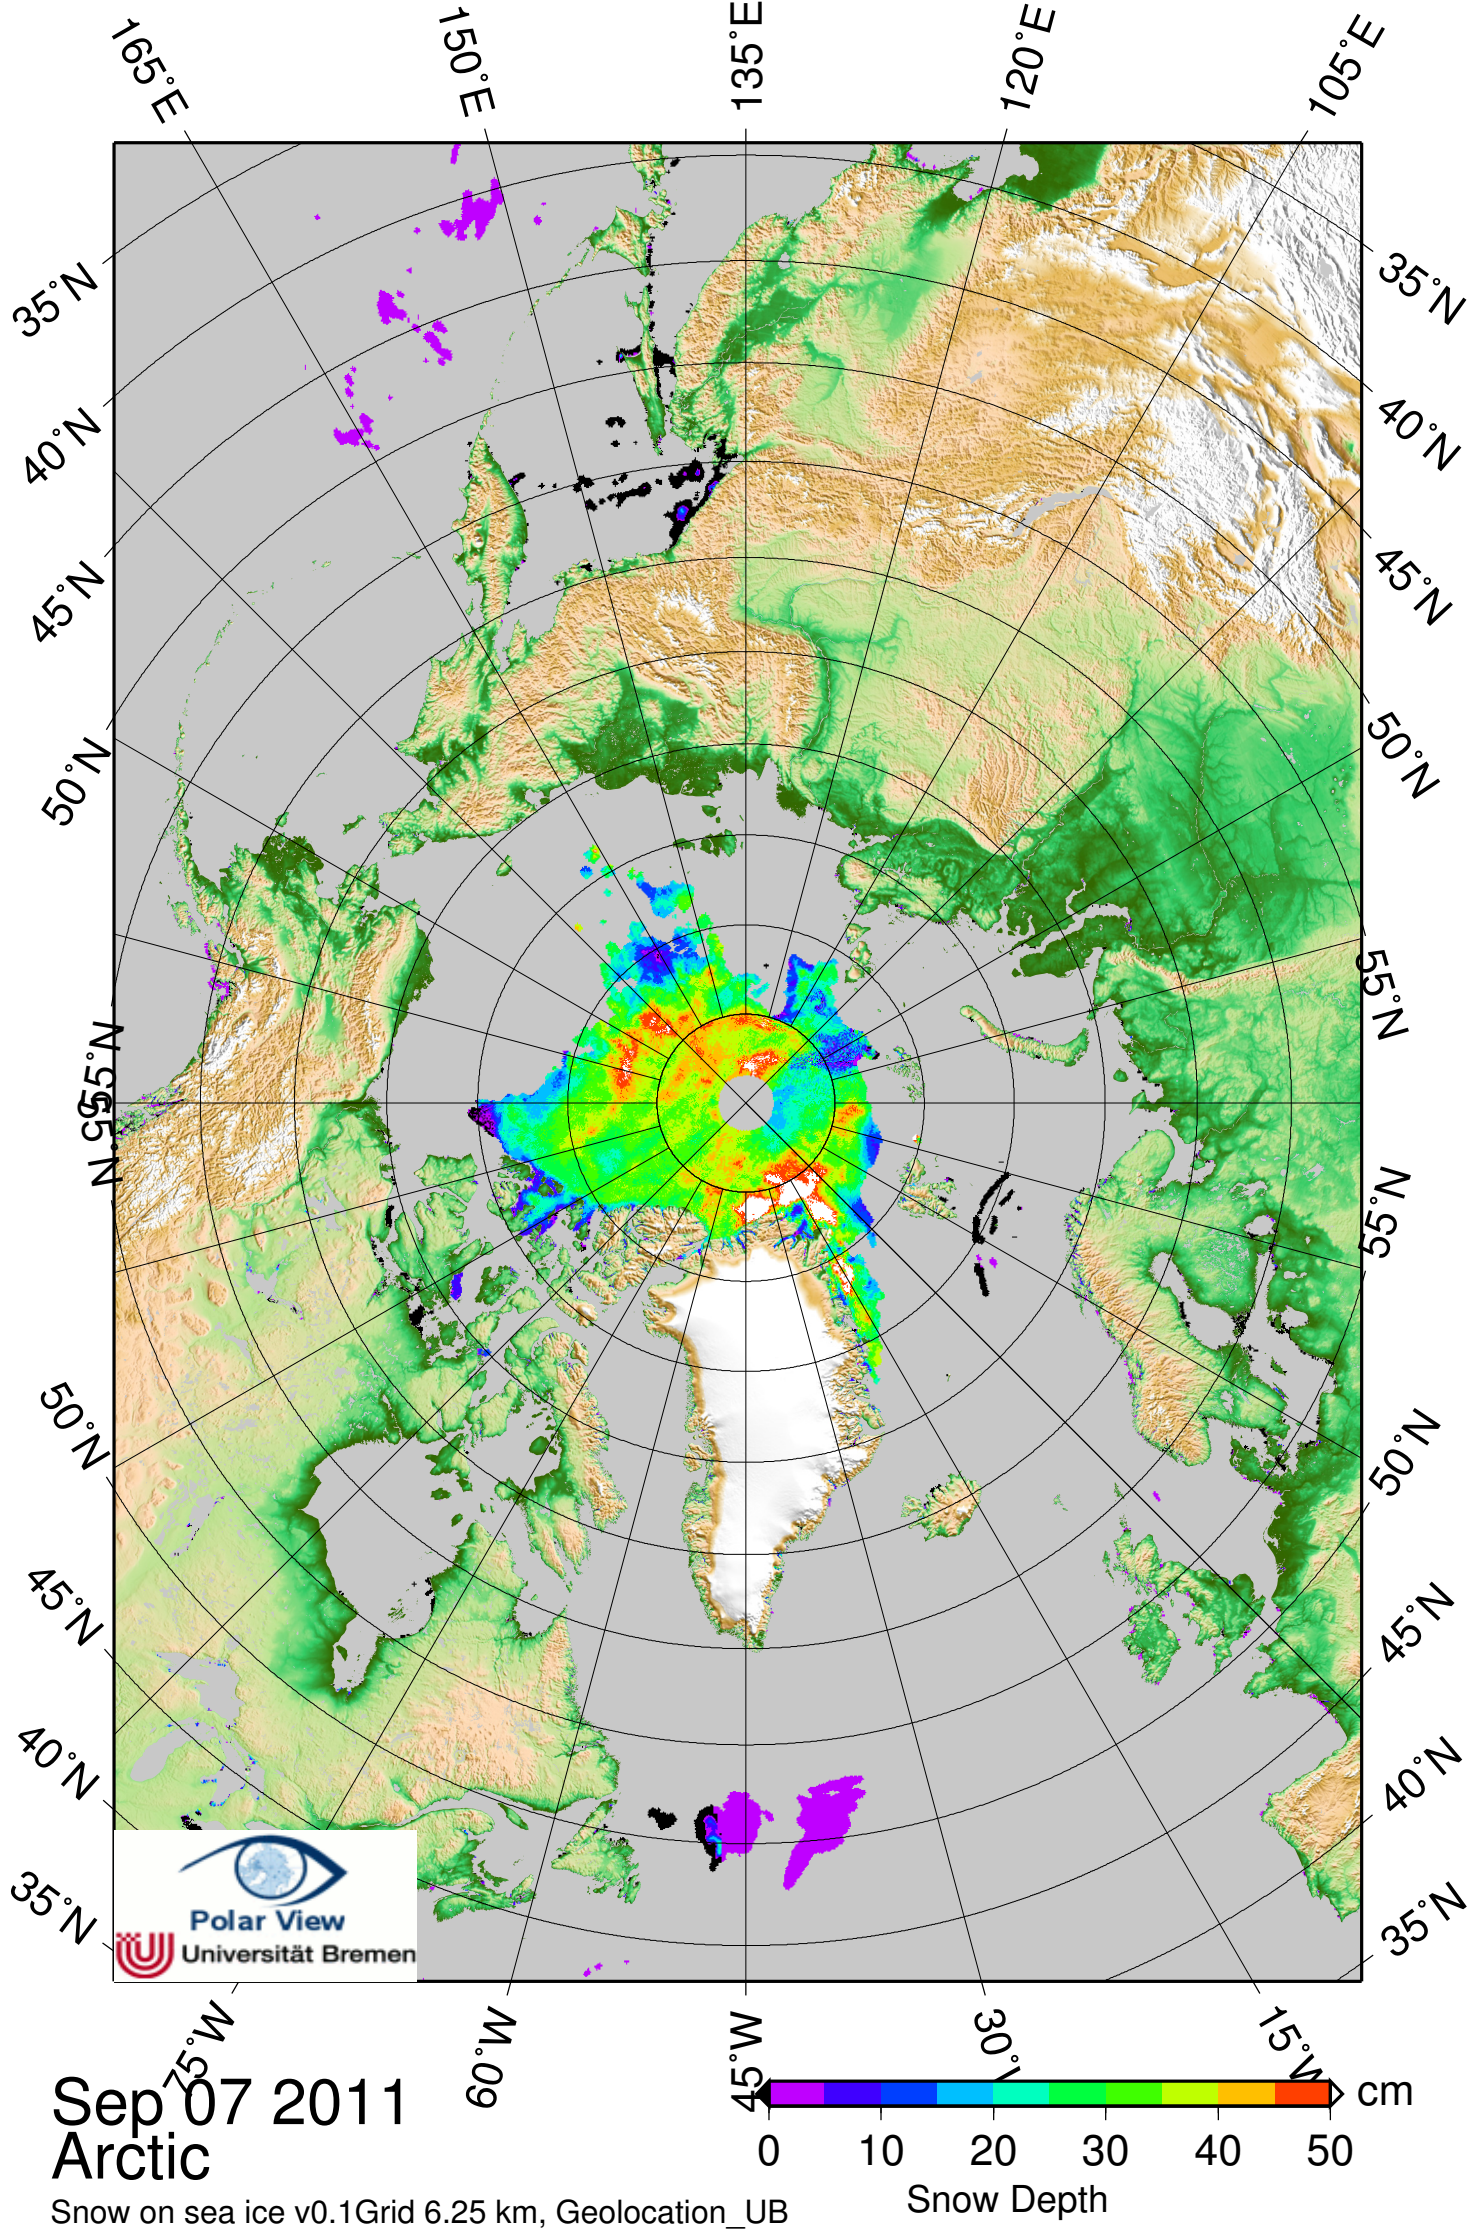 165°E 150°E 135°E 120°E 105°E
35°N 35°N
40°N 40°N
45°N 45°N
50°N 50°N
55°N 55°N
55°N 55°N
50°N 50°N
45°N 45°N
40°N 40°N
35°N 35°N
Polar View
Universität Bremen
75°W 60°W 45°W 30°W 15°W
Sep 07 2011
Arctic
Snow on sea ice v0.1Grid 6.25 km, Geolocation_UB
cm
0 10 20 30 40 50
Snow Depth